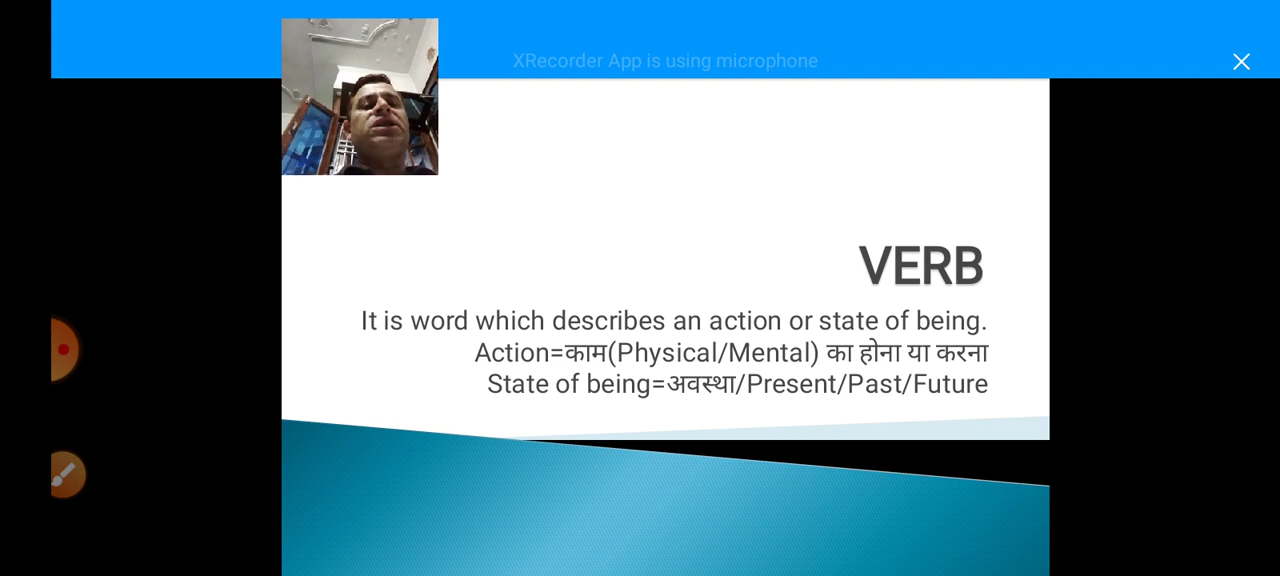 XRecorder App is using microphone
VERB
It is word which describes an action or state of being.
Action=काम(Physical/Mental) का होना या करना
State of being=अवस्था/Present/Past/Future